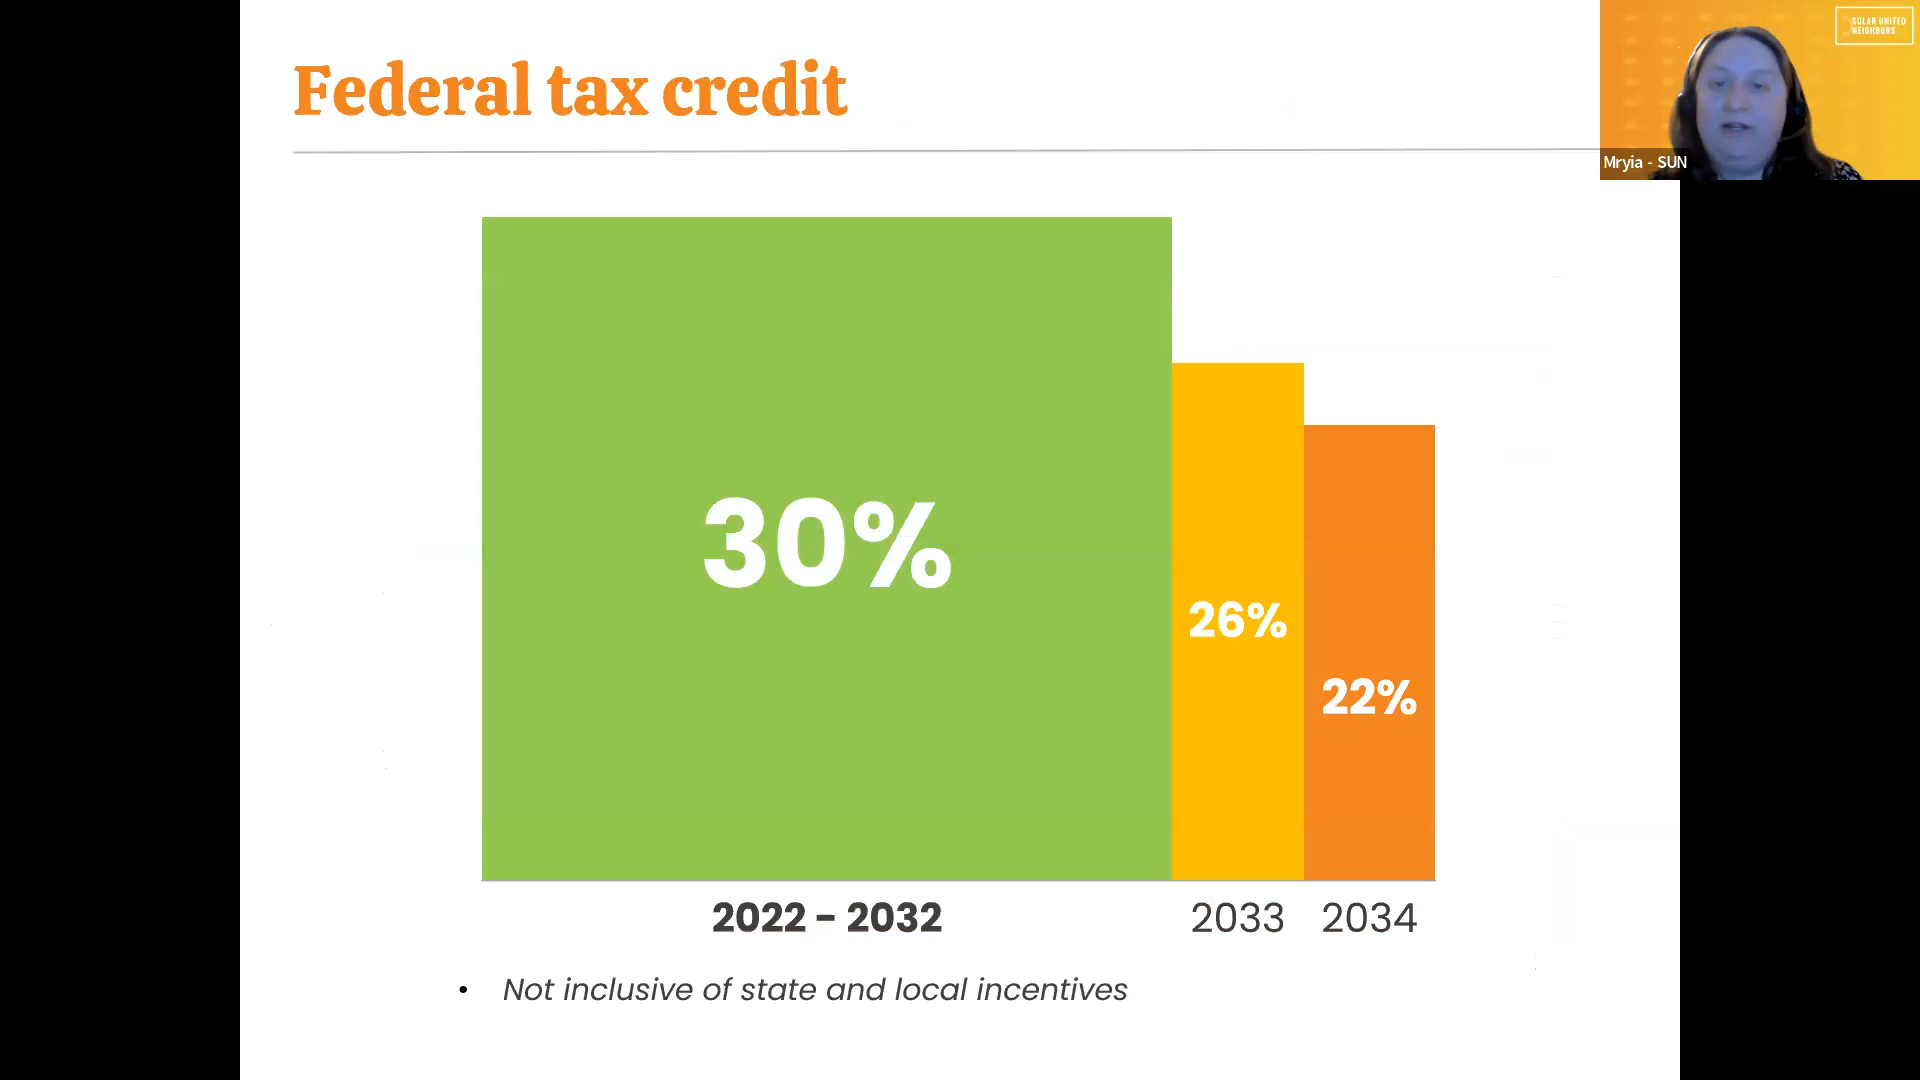 Federal tax credit
SOLAR UNITED
NEIGHBORS
Mryia - SUN
30%
26%
22%
2022 - 2032
2033
2034
• Not inclusive of state and local incentives